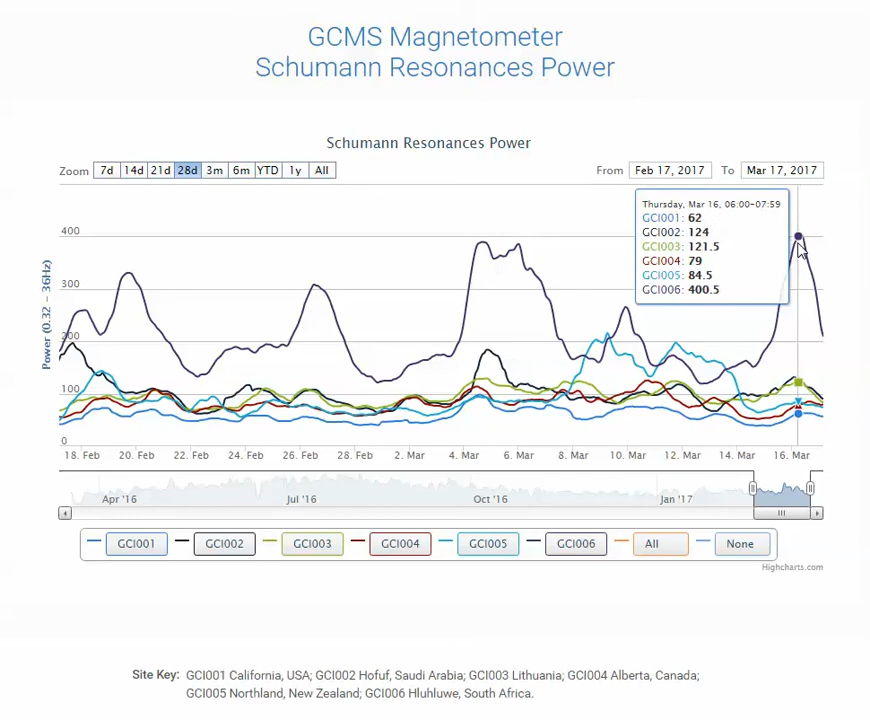 GCMS Magnetometer
Schumann Resonances Power
Schumann Resonances Power
Zoom 7d 14d 21d 28d 3m 6m YTD 1y All From Feb 17, 2017 To Mar 17, 2017
Thursday, Mar 16, 06:00-07:59
GCI001: 62
GCI002: 124
GCI003: 121.5
GCI004: 79
GCI005: 84.5
GCI006: 400.5
Power (0.32 – 36Hz)
400
300
200
100
0
18. Feb 20. Feb 22. Feb 24. Feb 26. Feb 28. Feb 2. Mar 4. Mar 6. Mar 8. Mar 10. Mar 12. Mar 14. Mar 16. Mar
Apr '16 Jul '16 Oct '16 Jan '17
GCI001 GCI002 GCI003 GCI004 GCI005 GCI006 All None
Highcharts.com
Site Key: GCI001 California, USA; GCI002 Hofuf, Saudi Arabia; GCI003 Lithuania; GCI004 Alberta, Canada;
GCI005 Northland, New Zealand; GCI006 Hluhluwe, South Africa.